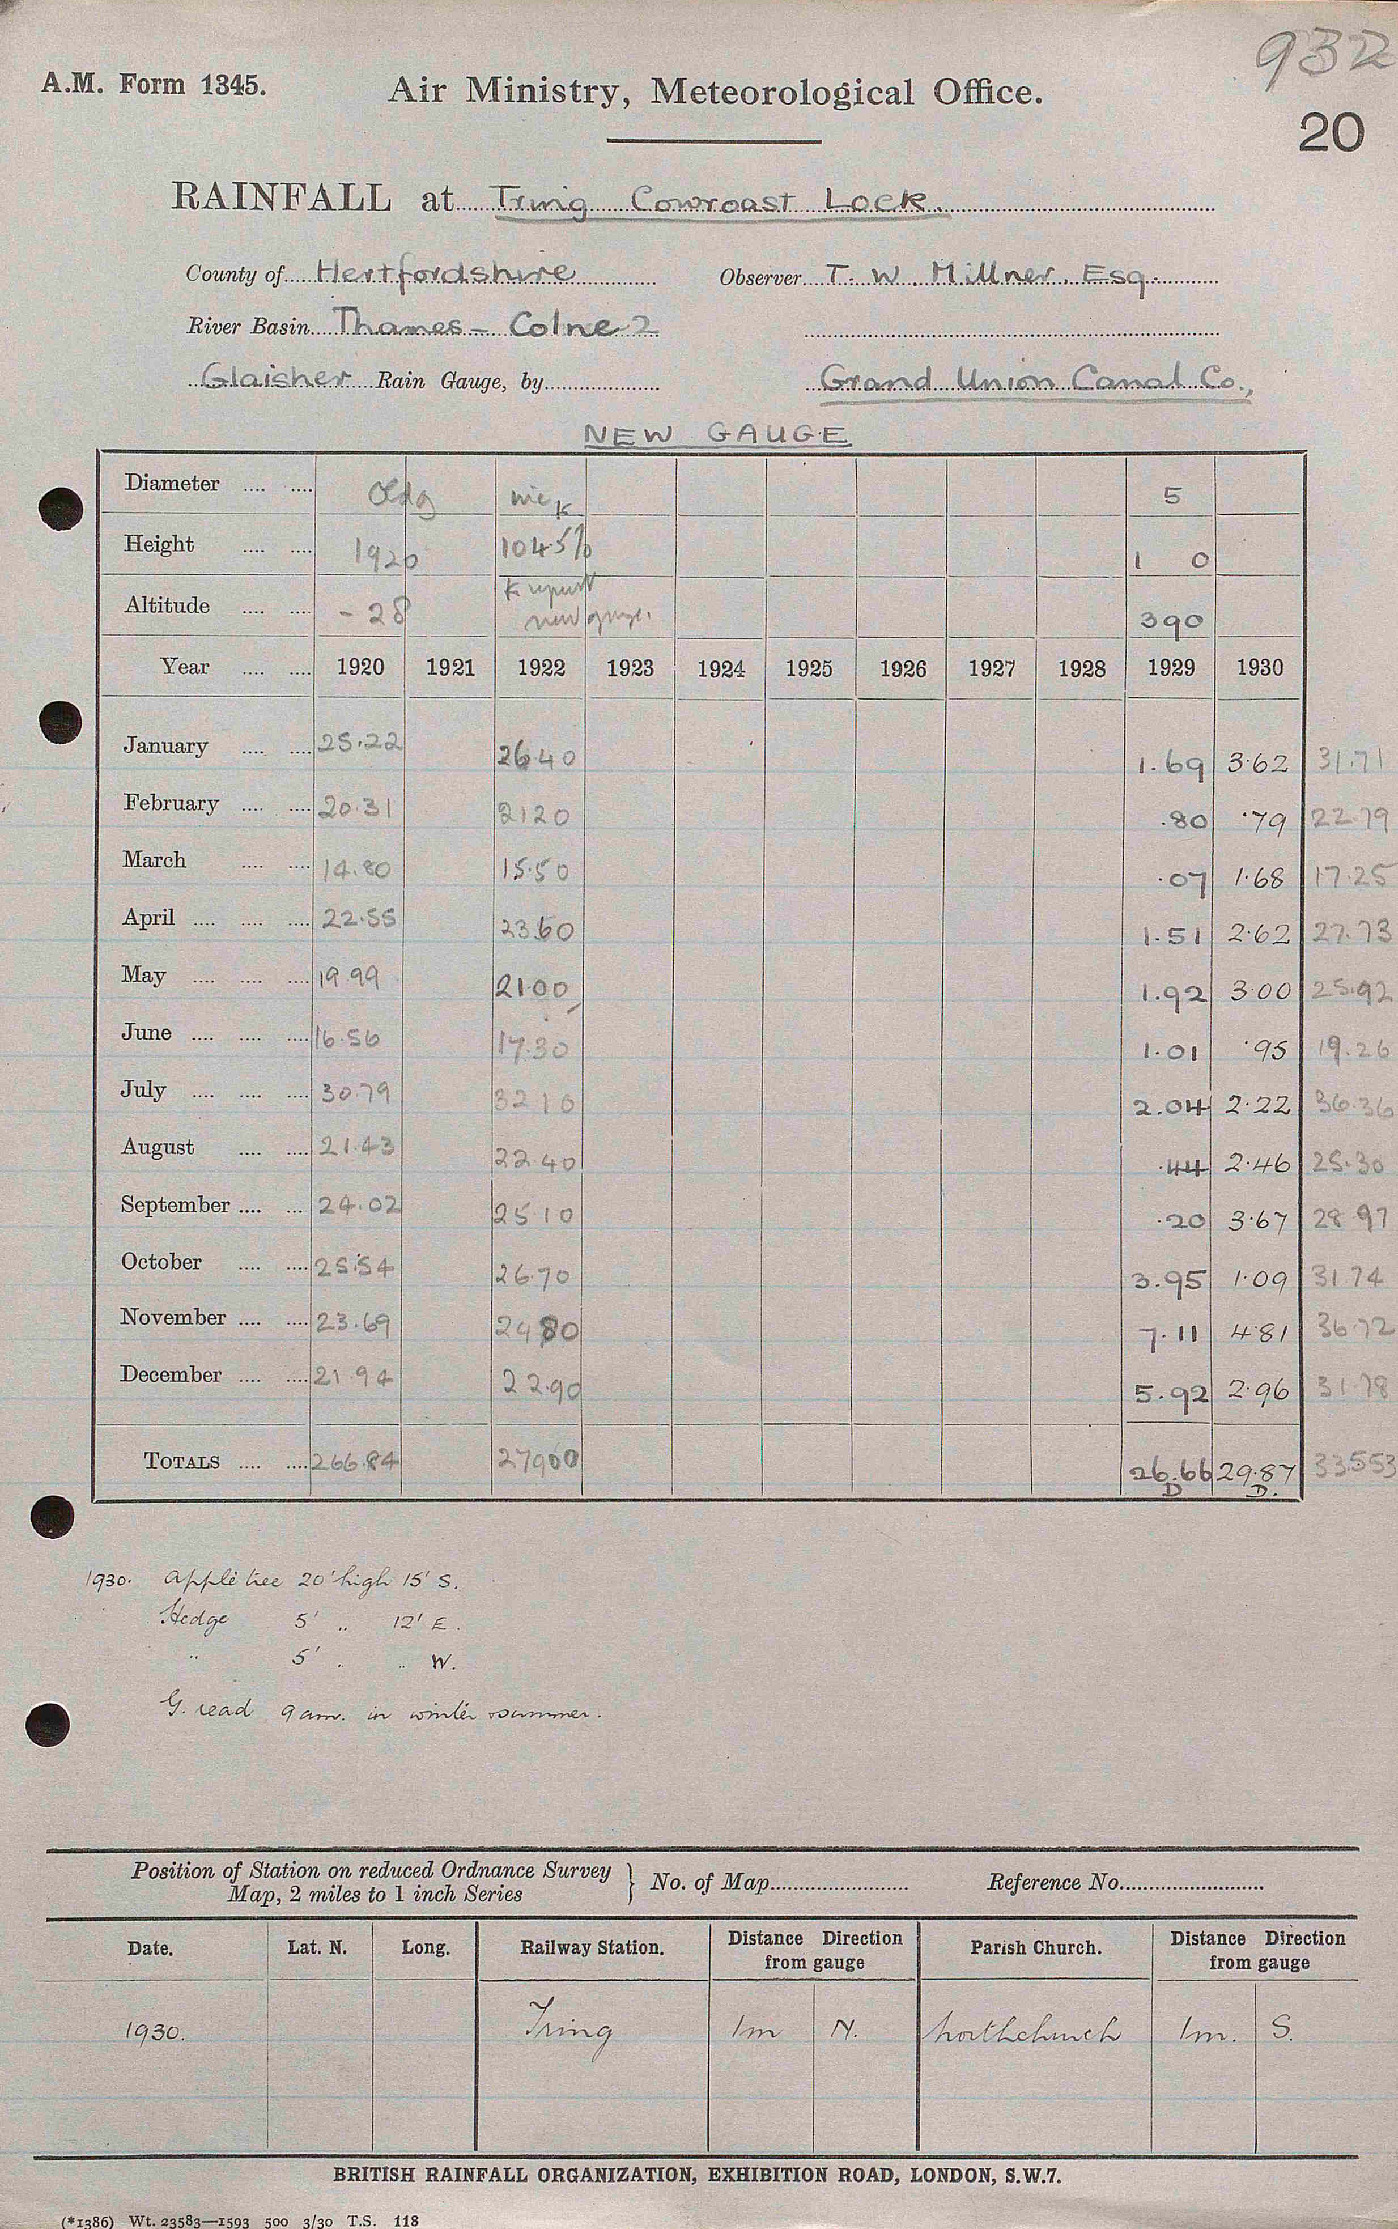 932
A.M. Form 1345. Air Ministry, Meteorological Office.
20
RAINFALL at Tring Cowroast Lock.
County of Hertfordshire Observer T. W. Millner Esq.
River Basin Thames - Colne 2
Glaisher Rain Gauge, by Grand Union Canal Co.,
NEW GAUGE
Diameter .... .... Old g 5
Height .... .... 1920 104.5% 1 0
Altitude .... .... - 28 new gauge. 390
Year .... .... 1920 1921 1922 1923 1924 1925 1926 1927 1928 1929 1930
January .... .... 25.22 26.40 1.69 3.62 31.71
February .... .... 20.31 21 20 .80 .79 22.79
March .... .... 14.80 15.50 .07 1.68 17.25
April .... .... .... 22.55 23.60 1.51 2.62 27.73
May .... .... .... 19.99 21.00 1.92 3.00 25.92
June .... .... .... 16.56 17.30 1.01 .95 19.26
July .... .... .... 30.79 32 10 2.04 2.22 36.36
August .... .... 21.43 22.40 .44 2.46 25.30
September .... ... 24.02 25 10 .20 3.67 28.97
October .... .... 25.54 26.70 3.95 1.09 31.74
November .... .... 23.69 24 80 7.11 4.81 36.72
December .... .... 21 94 22.90 5.92 2.96 31.78
TOTALS .... .... 266.84 27900 26.66 29.87 335.53
D D.
1930. Apple tree 20' high 15' S.
Hedge 5' " 12' E.
" 5' " " W.
G. read 9 am. in winter & summer.
Position of Station on reduced Ordnance Survey Map, 2 miles to 1 inch Series } No. of Map Reference No.
Date. Lat. N. Long. Railway Station. Distance Direction from gauge Parish Church. Distance Direction from gauge
1930. Tring 1m N. Northchurch 1m. S.
BRITISH RAINFALL ORGANIZATION, EXHIBITION ROAD, LONDON, S.W.7.
(*1386) Wt. 23583—1593 500 3/30 T.S. 118